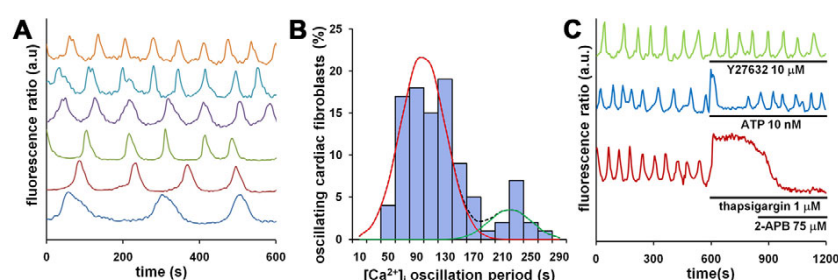 A
fluorescence ratio (a.u)
0 200 400 600
time (s)
B
oscillating cardiac fibroblasts (%)
25
20
15
10
5
0
10 50 90 130 170 210 250 290
[Ca²⁺]ᵢ oscillation period (s)
C
fluorescence ratio (a.u.)
Y27632 10 μM
ATP 10 nM
thapsigargin 1 μM
2-APB 75 μM
0 300 600 900 1200
time(s)